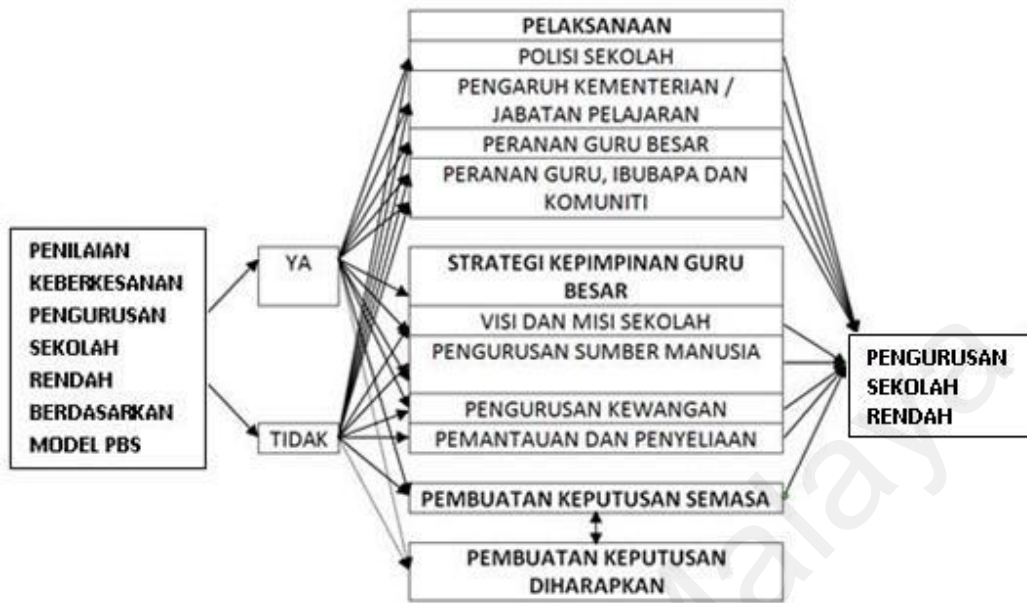 PELAKSANAAN
POLISI SEKOLAH
PENGARUH KEMENTERIAN /
JABATAN PELAJARAN
PERANAN GURU BESAR
PERANAN GURU, IBUBAPA DAN
KOMUNITI
PENILAIAN
KEBERKESANAN
PENGURUSAN
SEKOLAH
RENDAH
BERDASARKAN
MODEL PBS
YA
TIDAK
STRATEGI KEPIMPINAN GURU
BESAR
VISI DAN MISI SEKOLAH
PENGURUSAN SUMBER MANUSIA
PENGURUSAN KEWANGAN
PEMANTAUAN DAN PENYELIAAN
PEMBUATAN KEPUTUSAN SEMASA
PEMBUATAN KEPUTUSAN
DIHARAPKAN
PENGURUSAN
SEKOLAH
RENDAH
Malaya